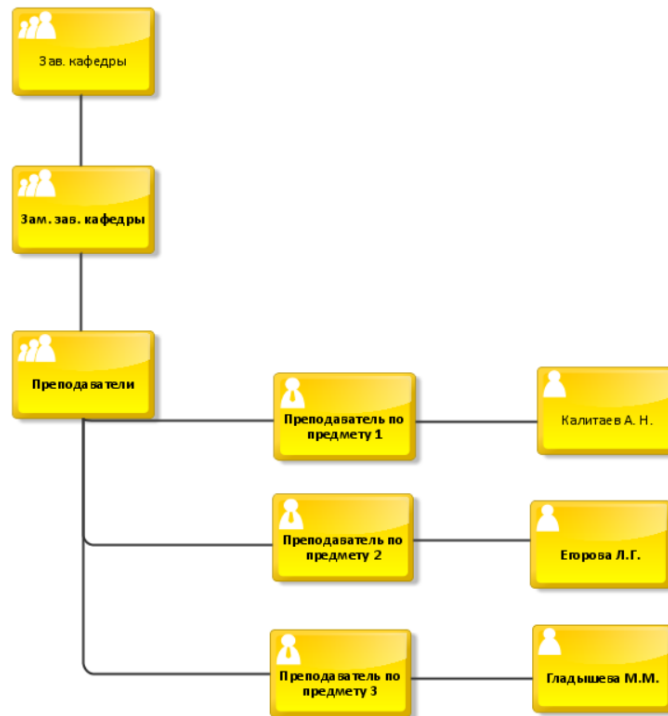 Зав. кафедры
Зам. зав. кафедры
Преподаватели
Преподаватель по
предмету 1
Калитаев А. Н.
Преподаватель по
предмету 2
Егорова Л.Г.
Преподаватель по
предмету 3
Гладышева М.М.